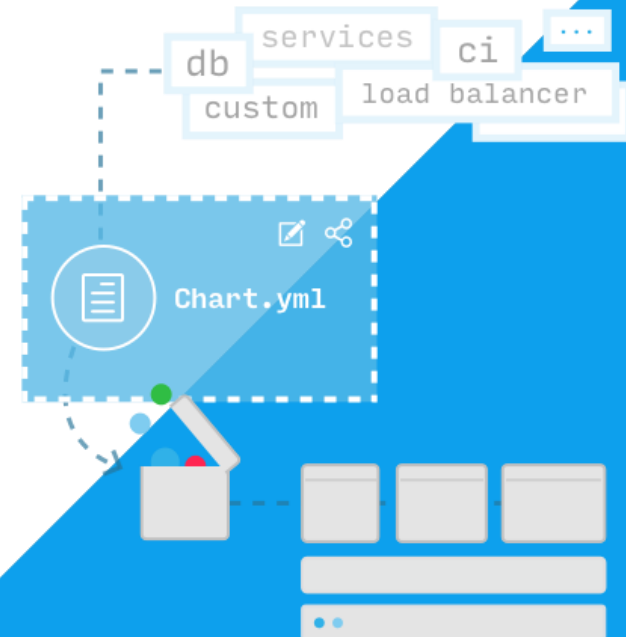 services
db
ci
...
custom
load balancer
Chart.yml